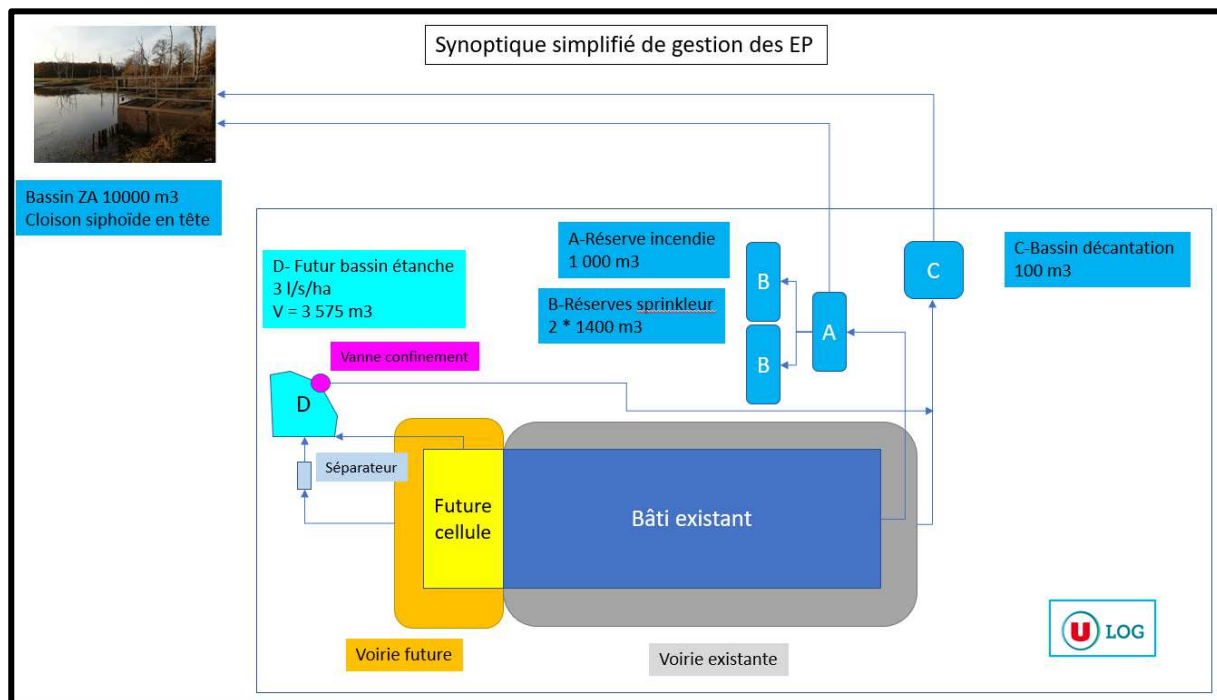 Synoptique simplifié de gestion des EP
Bassin ZA 10000 m3
Cloison siphoïde en tête
A-Réserve incendie
1 000 m3
B-Réserves sprinkleur
2 * 1400 m3
B
B
A
C
C-Bassin décantation
100 m3
D- Futur bassin étanche
3 l/s/ha
V = 3 575 m3
Vanne confinement
D
Séparateur
Future
cellule
Bâti existant
Voirie future
Voirie existante
U LOG